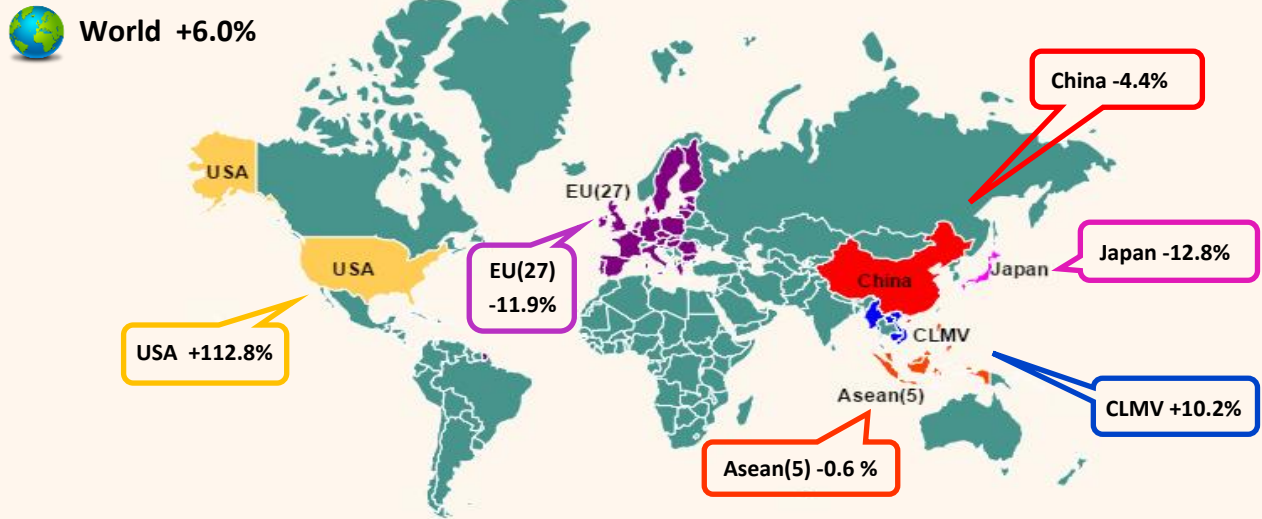 World +6.0%
China -4.4%
USA
EU(27)
EU(27)
-11.9%
USA
China
Japan
Japan -12.8%
CLMV
USA +112.8%
Asean(5)
CLMV +10.2%
Asean(5) -0.6 %